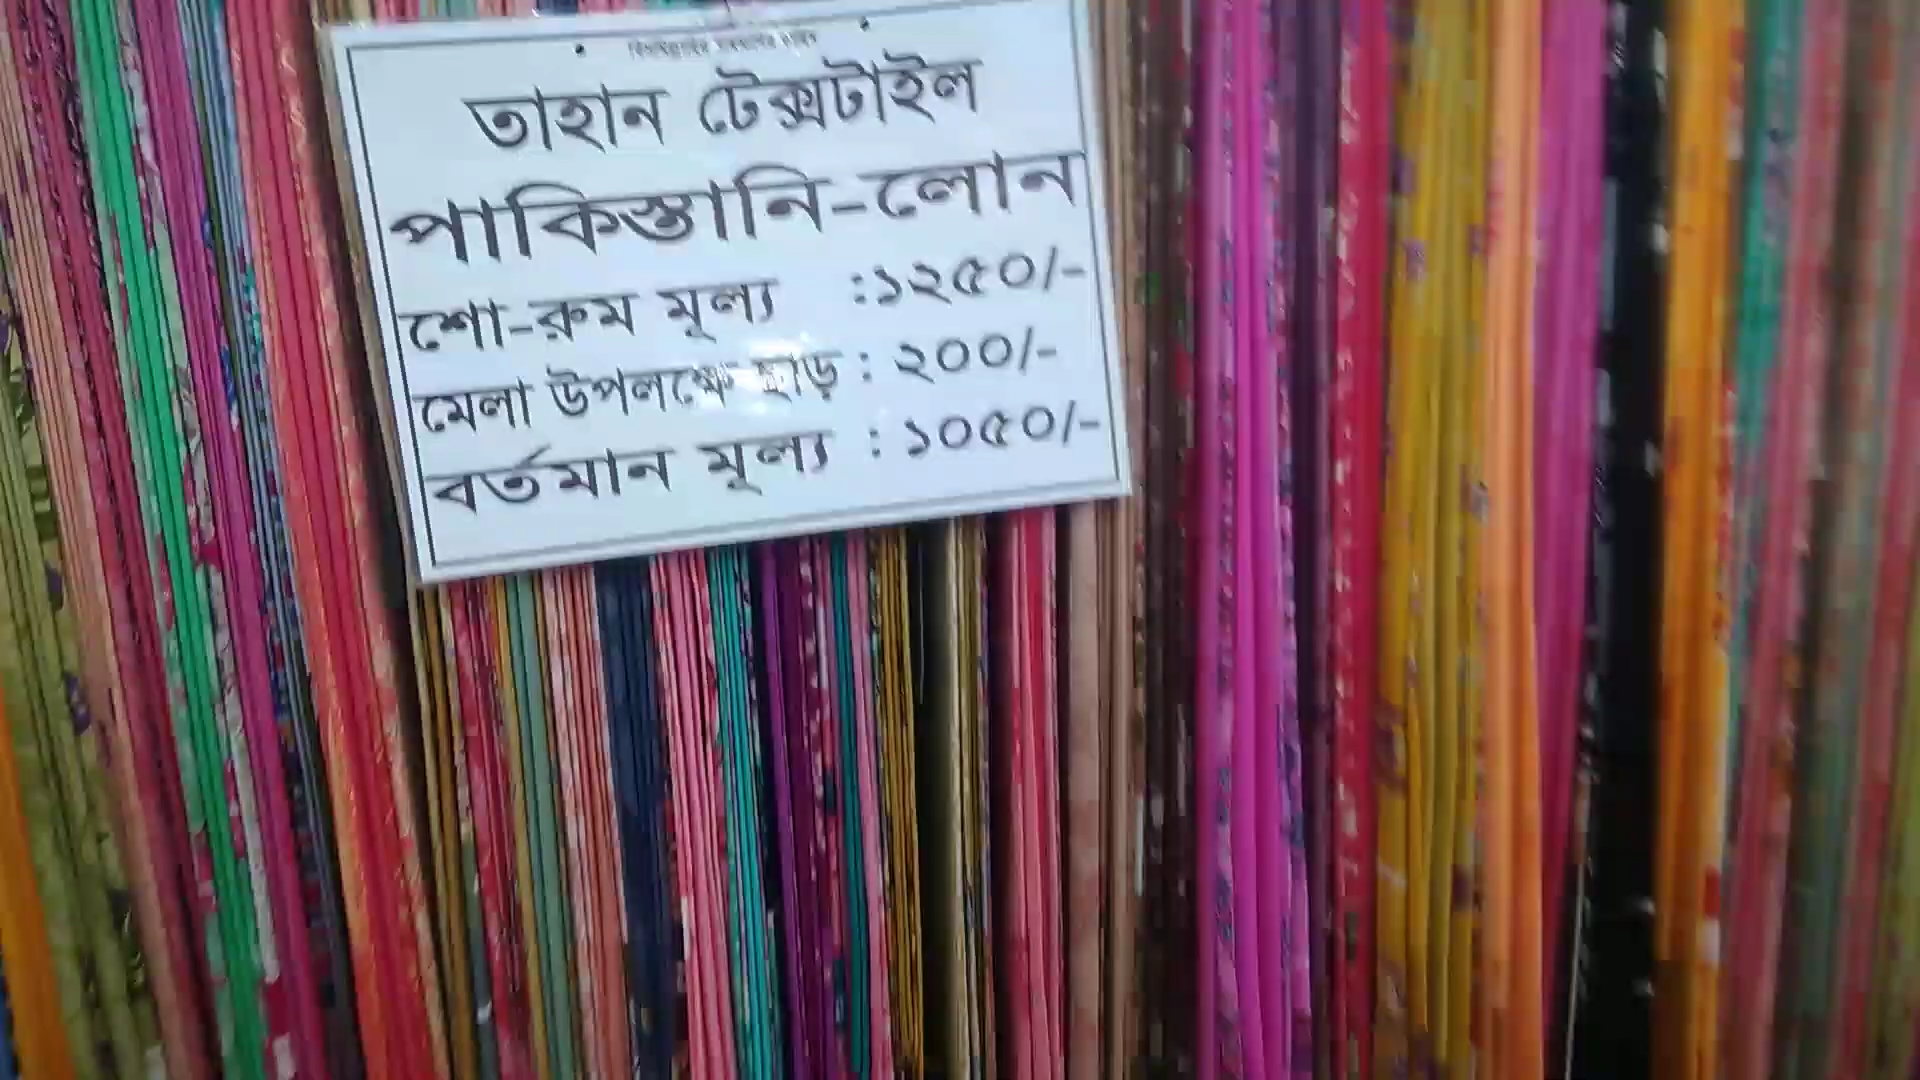 তাহান টেক্সটাইল
পাকিস্তানি-লোন
শো-রুম মূল্য :১২৫০/-
মেলা উপলক্ষে ছাড় : ২০০/-
বর্তমান মূল্য : ১০৫০/-